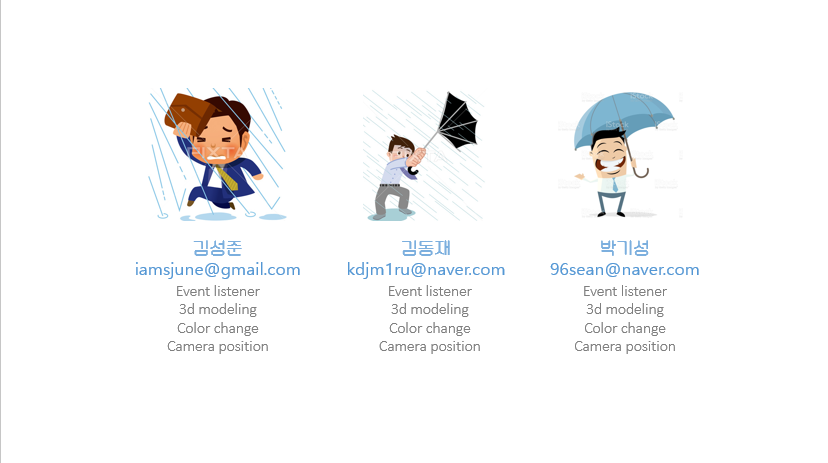 김성준
iamsjune@gmail.com
Event listener
3d modeling
Color change
Camera position
김동재
kdjm1ru@naver.com
Event listener
3d modeling
Color change
Camera position
박기성
96sean@naver.com
Event listener
3d modeling
Color change
Camera position